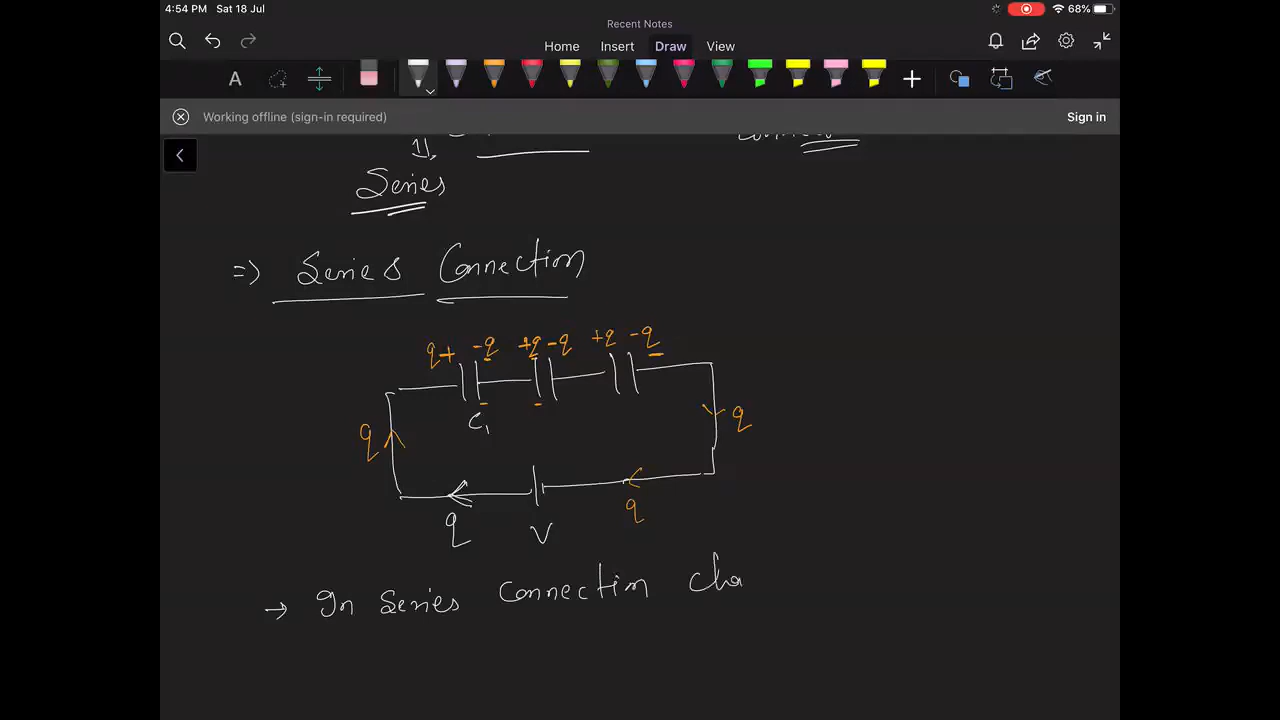 4:54 PM Sat 18 Jul
68%
Recent Notes
Home Insert Draw View
A
Working offline (sign-in required)
Sign in
Series
=> Series Connection
q+ -q +q -q +q -q
C1
q
q
q
V
q
→ In Series Connection cha